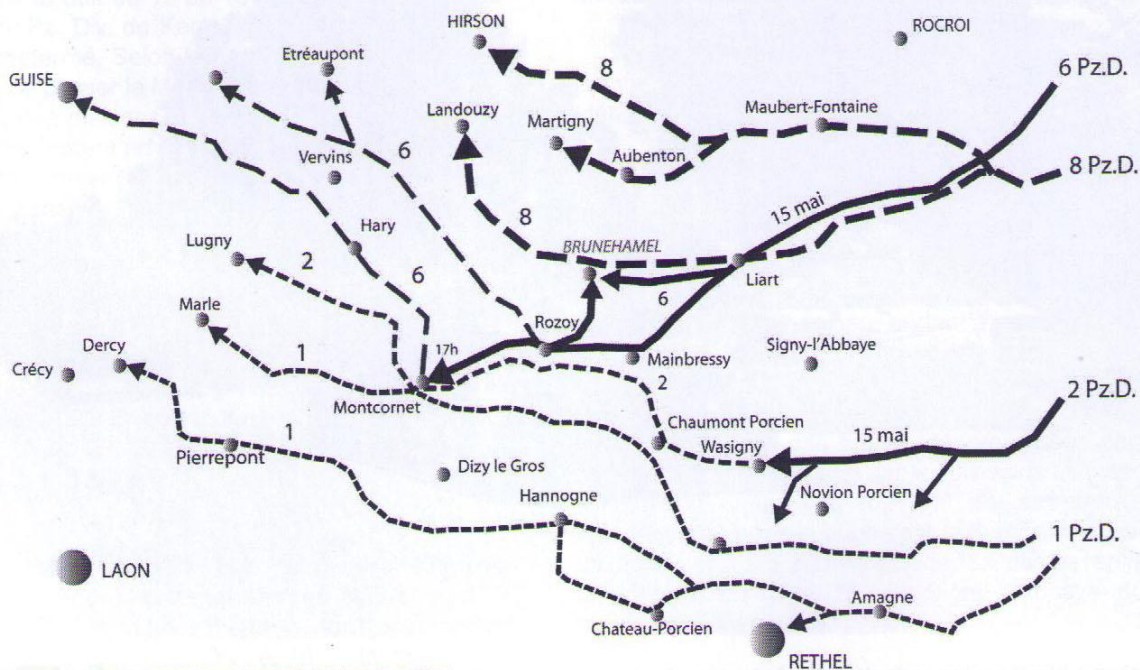 HIRSON
ROCROI
Etréaupont
6 Pz.D.
GUISE
8
Landouzy
Martigny
Maubert-Fontaine
Aubenton
Vervins
6
8 Pz.D.
15 mai
8
Hary
Lugny
BRUNEHAMEL
2
6
6
Liart
Marle
Rozoy
Dercy
17h
Signy-l'Abbaye
Crécy
1
Mainbressy
2
Montcornet
2 Pz.D.
Chaumont Porcien
15 mai
1
Wasigny
Pierrepont
Dizy le Gros
Novion Porcien
Hannogne
1 Pz.D.
LAON
Amagne
Chateau-Porcien
RETHEL